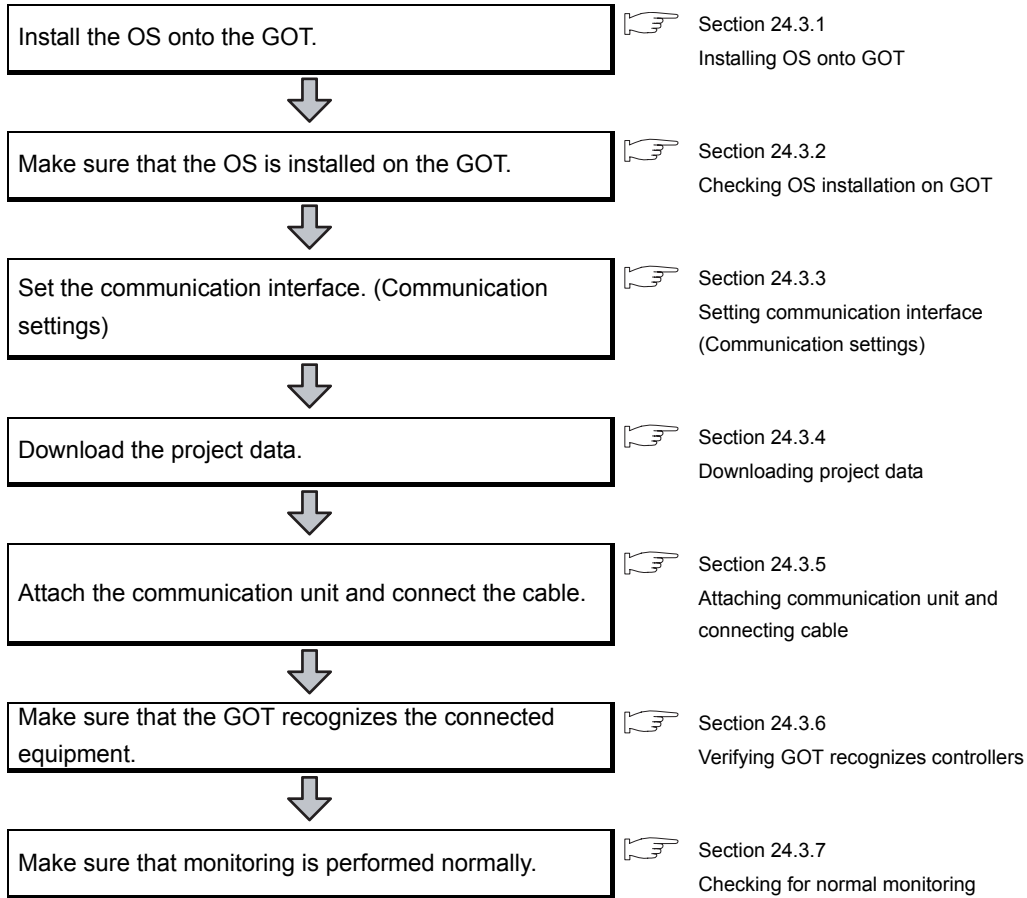 Install the OS onto the GOT.
Section 24.3.1
Installing OS onto GOT
Make sure that the OS is installed on the GOT.
Section 24.3.2
Checking OS installation on GOT
Set the communication interface. (Communication
settings)
Section 24.3.3
Setting communication interface
(Communication settings)
Download the project data.
Section 24.3.4
Downloading project data
Attach the communication unit and connect the cable.
Section 24.3.5
Attaching communication unit and
connecting cable
Make sure that the GOT recognizes the connected
equipment.
Section 24.3.6
Verifying GOT recognizes controllers
Make sure that monitoring is performed normally.
Section 24.3.7
Checking for normal monitoring